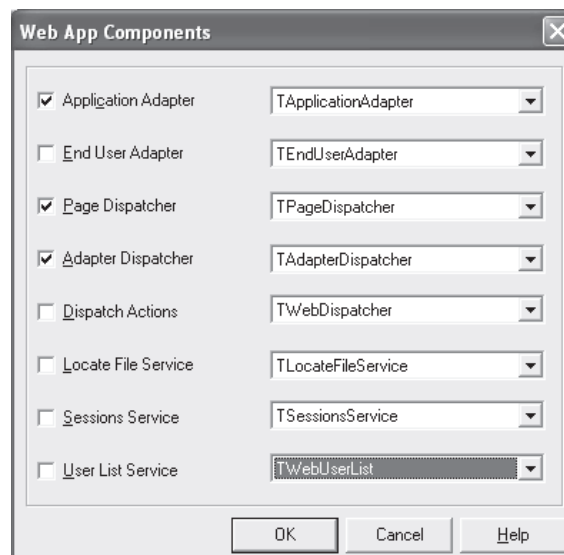 Web App Components
Application Adapter TApplicationAdapter
End User Adapter TEndUserAdapter
Page Dispatcher TPageDispatcher
Adapter Dispatcher TAdapterDispatcher
Dispatch Actions TWebDispatcher
Locate File Service TLocateFileService
Sessions Service TSessionsService
User List Service TWebUserList
OK Cancel Help